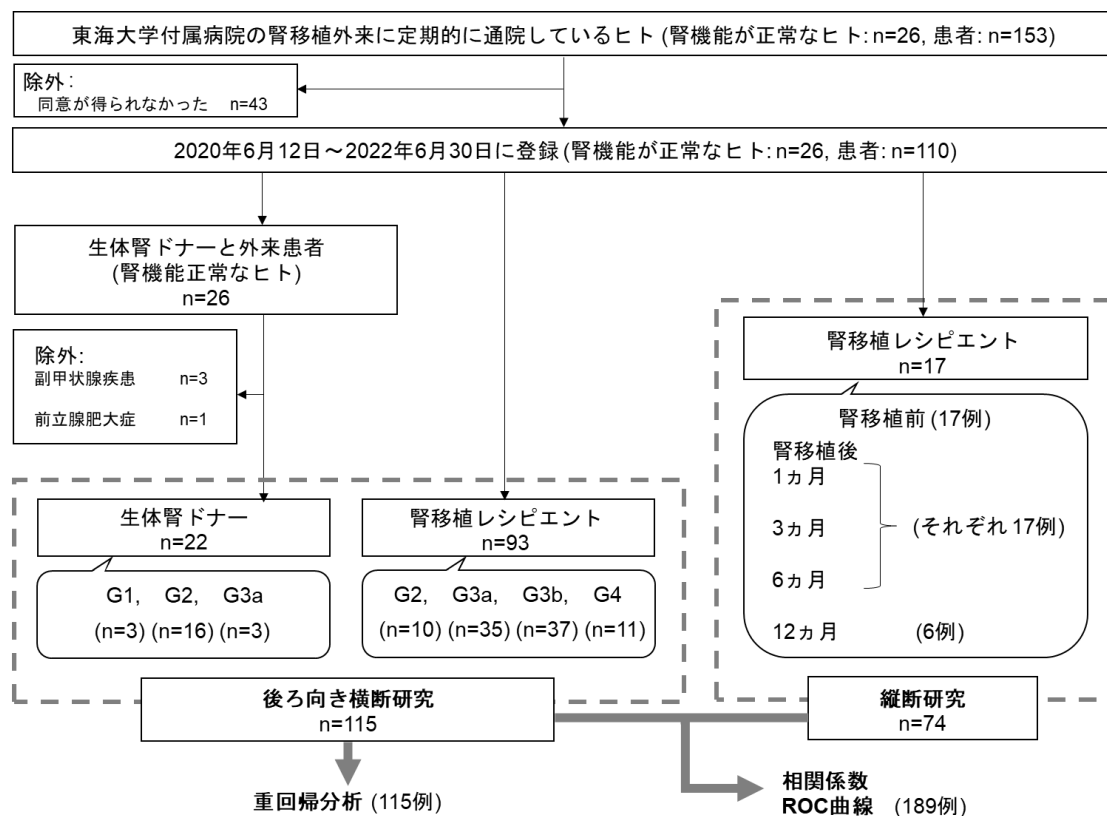 東海大学付属病院の腎移植外来に定期的に通院しているヒト (腎機能が正常なヒト: n=26, 患者: n=153)
除外:
同意が得られなかった n=43
2020年6月12日～2022年6月30日に登録 (腎機能が正常なヒト: n=26, 患者: n=110)
生体腎ドナーと外来患者
(腎機能正常なヒト)
n=26
除外:
副甲状腺疾患 n=3
前立腺肥大症 n=1
生体腎ドナー
n=22
G1, G2, G3a
(n=3) (n=16) (n=3)
腎移植レシピエント
n=93
G2, G3a, G3b, G4
(n=10) (n=35) (n=37) (n=11)
腎移植レシピエント
n=17
腎移植前 (17例)
腎移植後
1ヵ月
3ヵ月 (それぞれ 17例)
6ヵ月
12ヵ月 (6例)
後ろ向き横断研究
n=115
縦断研究
n=74
重回帰分析 (115例)
相関係数
ROC曲線 (189例)